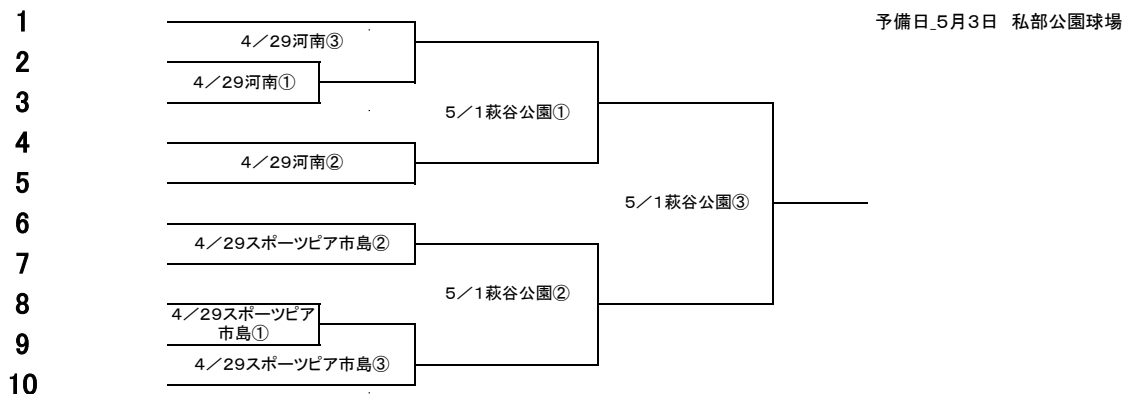 1
予備日_5月3日 私部公園球場
4／29河南③
2
4／29河南①
3
5／1萩谷公園①
4
4／29河南②
5
5／1萩谷公園③
6
4／29スポーツピア市島②
7
5／1萩谷公園②
8
4／29スポーツピア
市島①
9
4／29スポーツピア市島③
10